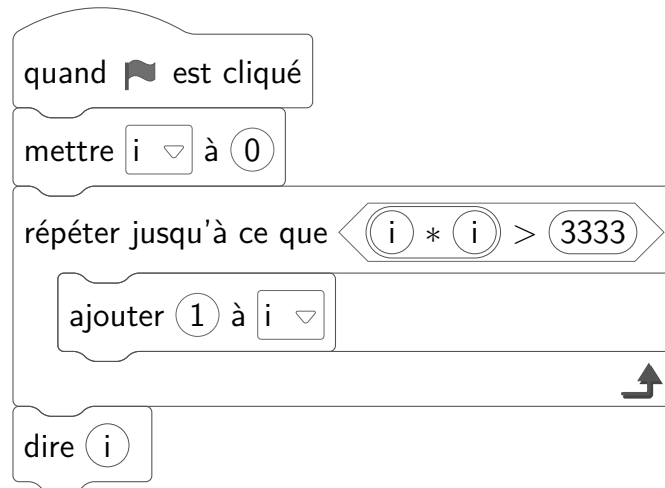 quand est cliqué
mettre i à 0
répéter jusqu'à ce que i * i > 3333
ajouter 1 à i
dire i